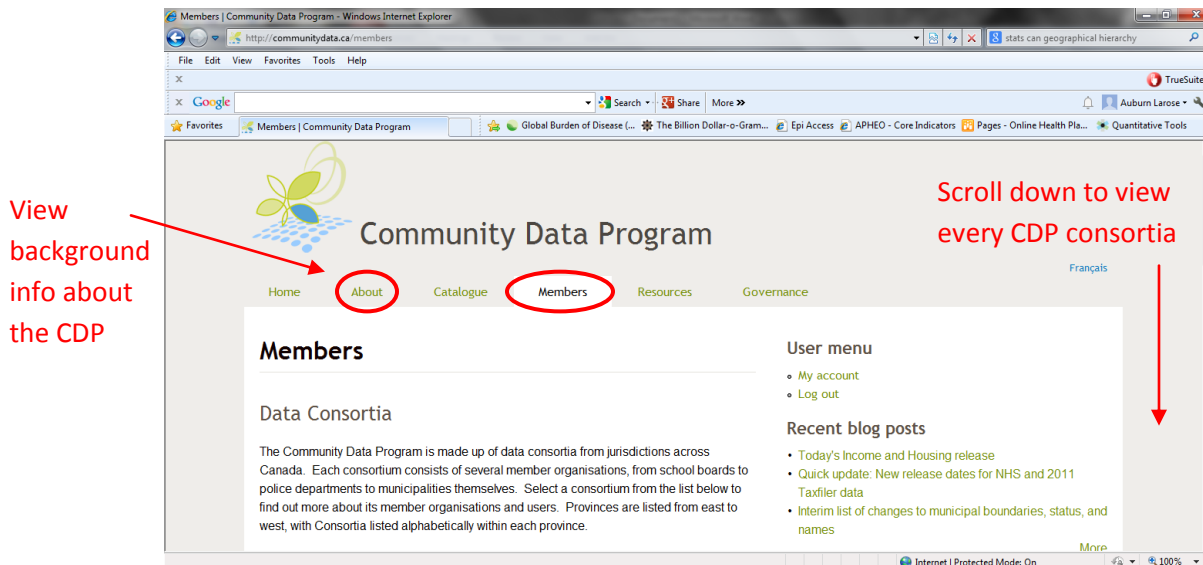 Members | Community Data Program - Windows Internet Explorer
http://communitydata.ca/members
stats can geographical hierarchy
File Edit View Favorites Tools Help
x
TrueSuite
x Google
Search Share More »
Auburn Larose
Favorites
Members | Community Data Program
Global Burden of Disease (...
The Billion Dollar-o-Gram...
Epi Access
APHEO - Core Indicators
Pages - Online Health Pla...
Quantitative Tools
View
background
info about
the CDP
Community Data Program
Scroll down to view
every CDP consortia
Français
Home About Catalogue Members Resources Governance
Members
Data Consortia
The Community Data Program is made up of data consortia from jurisdictions across
Canada. Each consortium consists of several member organisations, from school boards to
police departments to municipalities themselves. Select a consortium from the list below to
find out more about its member organisations and users. Provinces are listed from east to
west, with Consortia listed alphabetically within each province.
User menu
My account
Log out
Recent blog posts
Today's Income and Housing release
Quick update: New release dates for NHS and 2011
Taxfiler data
Interim list of changes to municipal boundaries, status, and
names
More
Internet | Protected Mode: On
100%